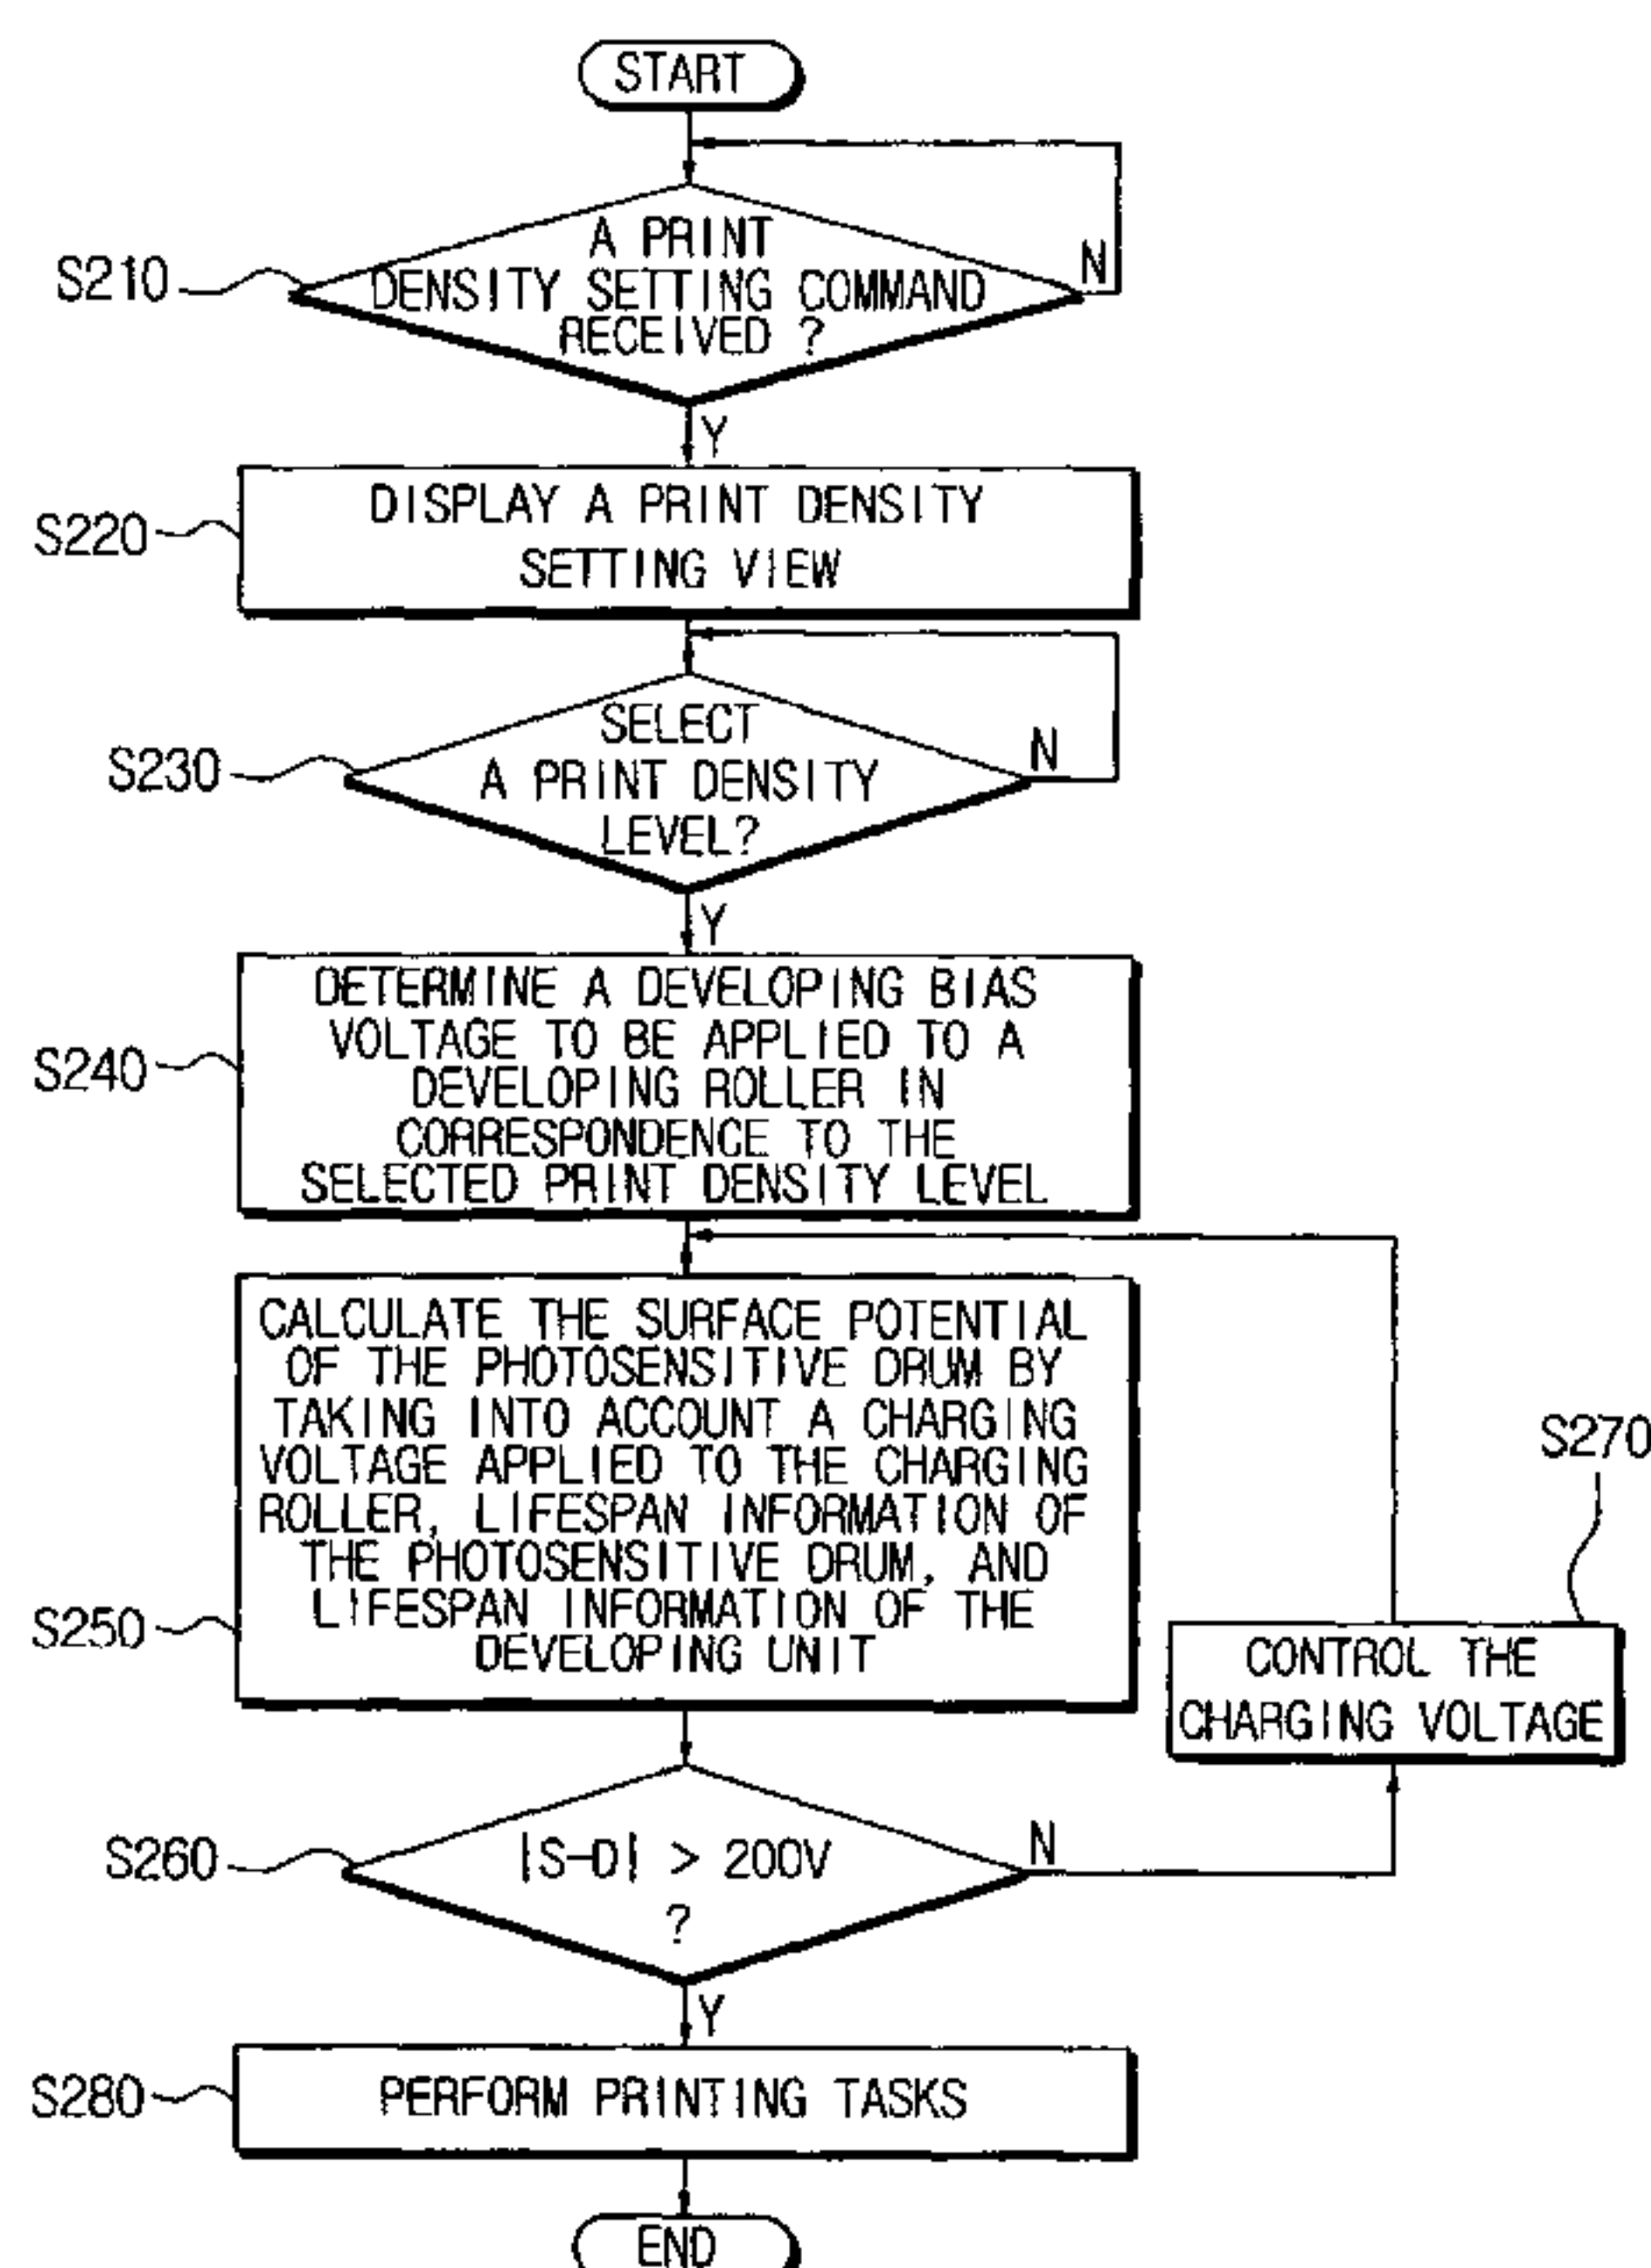 START
S210
A PRINT
DENSITY SETTING COMMAND
RECEIVED ?
N
Y
S220
DISPLAY A PRINT DENSITY
SETTING VIEW
S230
SELECT
A PRINT DENSITY
LEVEL?
N
Y
S240
DETERMINE A DEVELOPING BIAS
VOLTAGE TO BE APPLIED TO A
DEVELOPING ROLLER IN
CORRESPONDENCE TO THE
SELECTED PRINT DENSITY LEVEL
S250
CALCULATE THE SURFACE POTENTIAL
OF THE PHOTOSENSITIVE DRUM BY
TAKING INTO ACCOUNT A CHARGING
VOLTAGE APPLIED TO THE CHARGING
ROLLER, LIFESPAN INFORMATION OF
THE PHOTOSENSITIVE DRUM, AND
LIFESPAN INFORMATION OF THE
DEVELOPING UNIT
S270
CONTROL THE
CHARGING VOLTAGE
S260
|S-D| > 200V
?
N
Y
S280
PERFORM PRINTING TASKS
END